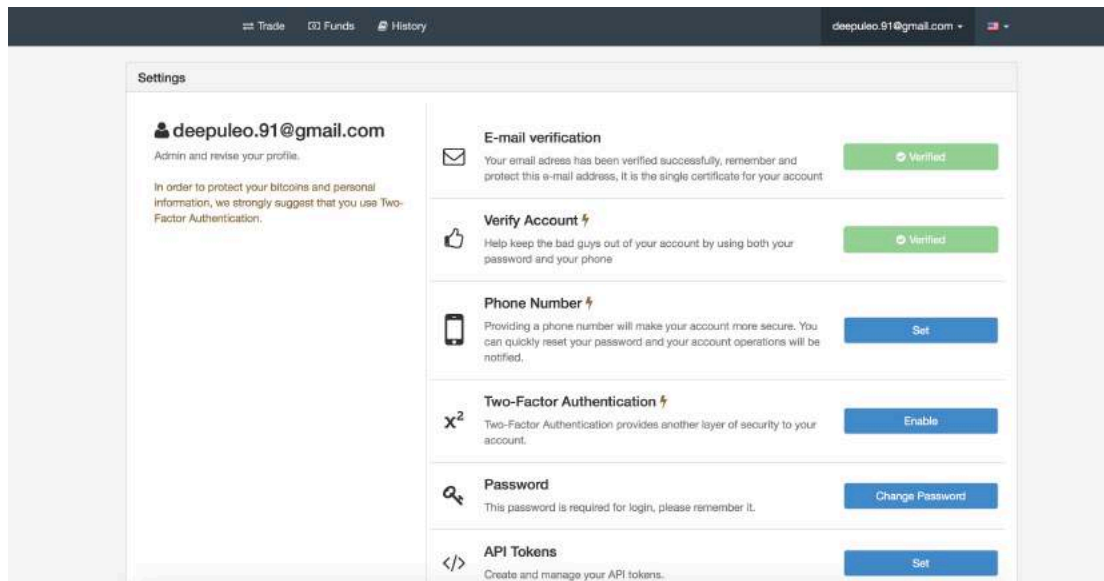 Trade Funds History deepuleo.91@gmail.com
Settings
deepuleo.91@gmail.com
Admin and revise your profile.
In order to protect your bitcoins and personal
information, we strongly suggest that you use Two-
Factor Authentication.
E-mail verification
Your email adress has been verified successfully, remember and
protect this e-mail address, it is the single certificate for your account
Verified
Verify Account
Help keep the bad guys out of your account by using both your
password and your phone
Verified
Phone Number
Providing a phone number will make your account more secure. You
can quickly reset your password and your account operations will be
notified.
Set
Two-Factor Authentication
Two-Factor Authentication provides another layer of security to your
account.
Enable
Password
This password is required for login, please remember it.
Change Password
API Tokens
Create and manage your API tokens.
Set